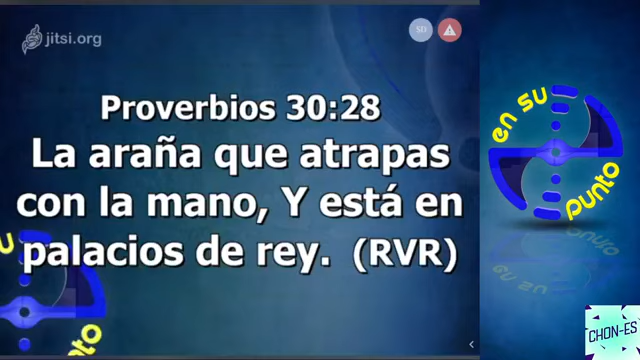 jitsi.org
SD
Proverbios 30:28
La araña que atrapas
con la mano, Y está en
palacios de rey. (RVR)
en su
punto
CHON-ES